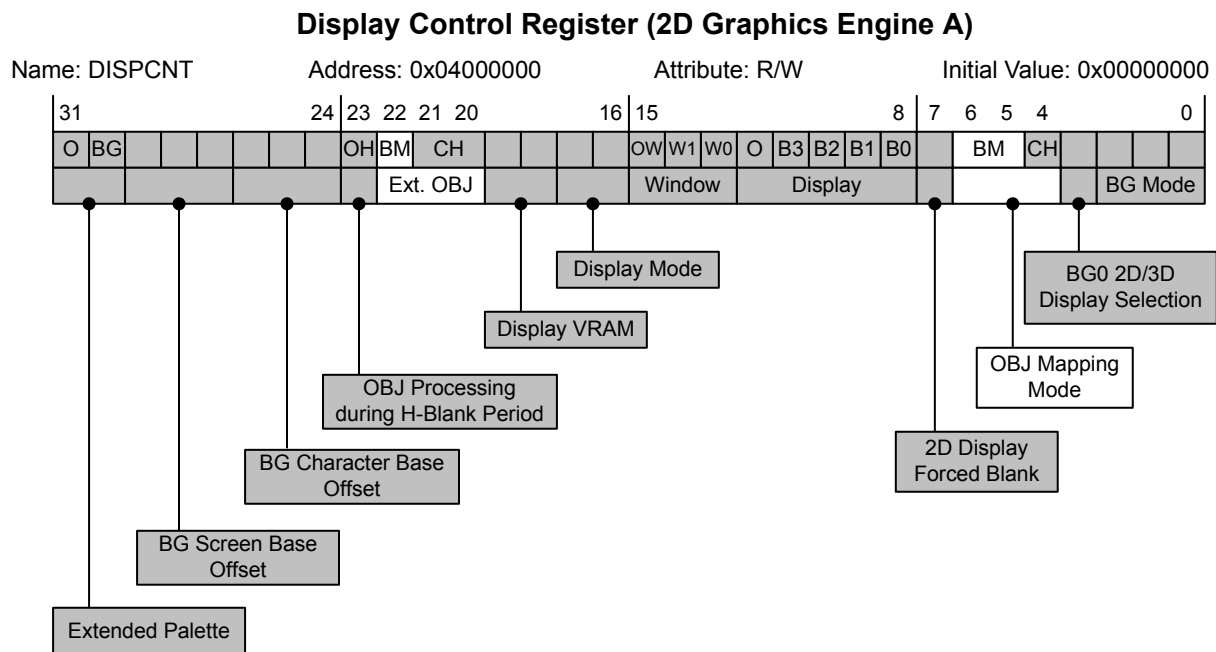 Display Control Register (2D Graphics Engine A)
Name: DISPCNT Address: 0x04000000 Attribute: R/W Initial Value: 0x00000000
31 24 23 22 21 20 16 15 8 7 6 5 4 0
O BG OH BM CH OW W1 W0 O B3 B2 B1 B0 BM CH
Ext. OBJ Window Display BG Mode
Display Mode
BG0 2D/3D
Display Selection
Display VRAM
OBJ Mapping
Mode
OBJ Processing
during H-Blank Period
2D Display
Forced Blank
BG Character Base
Offset
BG Screen Base
Offset
Extended Palette